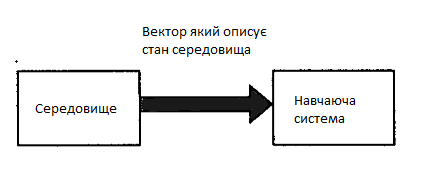 Вектор який описує
стан середовища
Середовище
Навчаюча
система